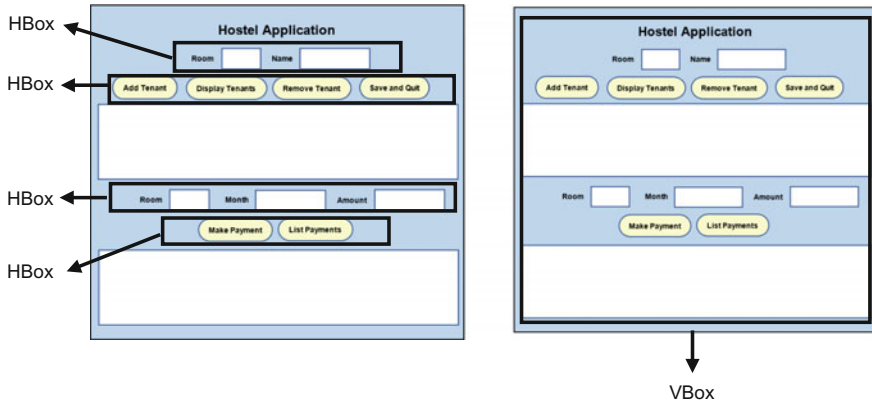 HBox
Hostel Application
Room Name
HBox
Add Tenant Display Tenants Remove Tenant Save and Quit
HBox
Room Month Amount
Make Payment List Payments
HBox
Hostel Application
Room Name
Add Tenant Display Tenants Remove Tenant Save and Quit
Room Month Amount
Make Payment List Payments
VBox